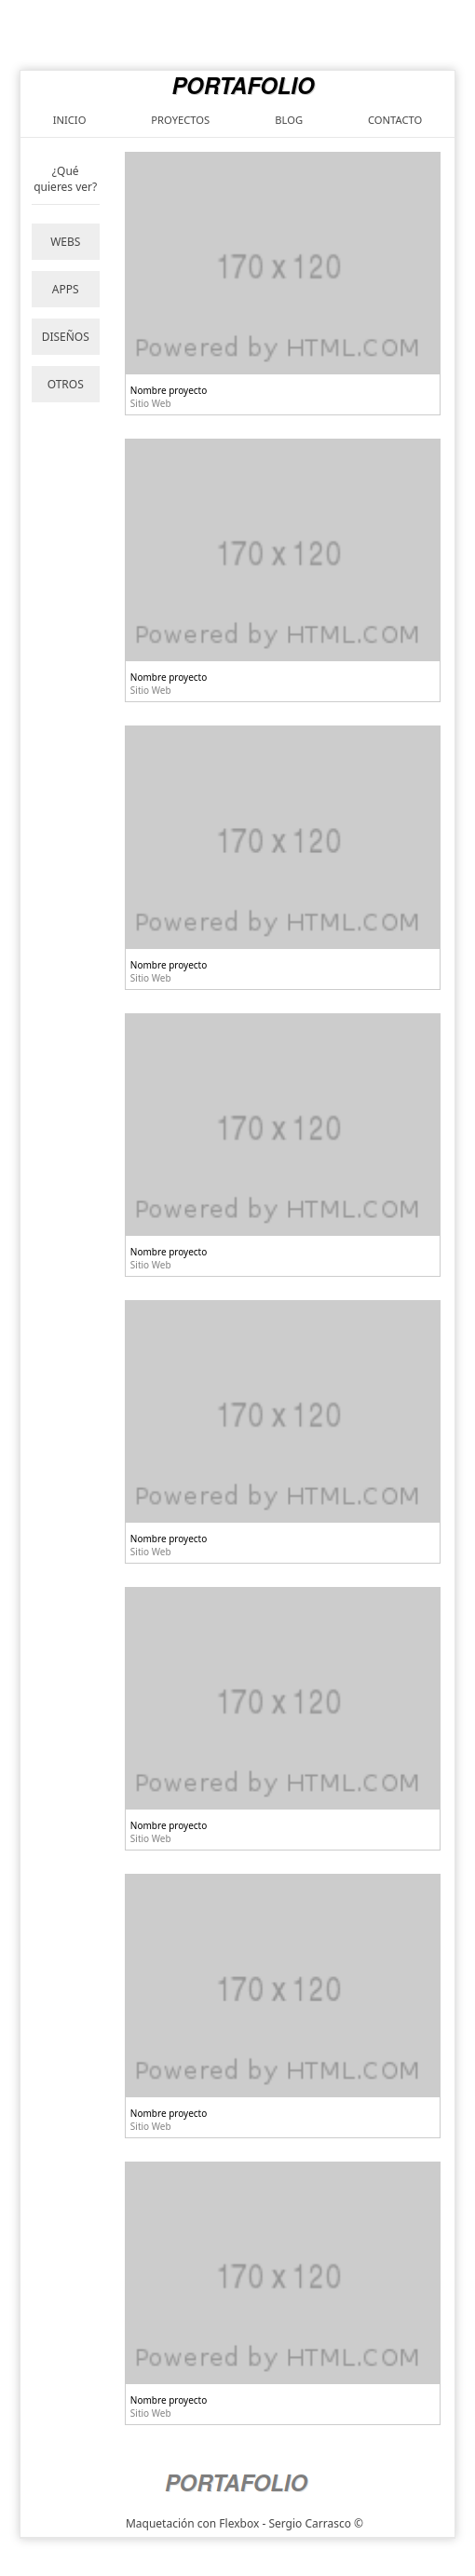 PORTAFOLIO
INICIO PROYECTOS BLOG CONTACTO
¿Qué
quieres ver?
WEBS
APPS
DISEÑOS
OTROS
170 x 120
Powered by HTML.COM
Nombre proyecto
Sitio Web
170 x 120
Powered by HTML.COM
Nombre proyecto
Sitio Web
170 x 120
Powered by HTML.COM
Nombre proyecto
Sitio Web
170 x 120
Powered by HTML.COM
Nombre proyecto
Sitio Web
170 x 120
Powered by HTML.COM
Nombre proyecto
Sitio Web
170 x 120
Powered by HTML.COM
Nombre proyecto
Sitio Web
170 x 120
Powered by HTML.COM
Nombre proyecto
Sitio Web
170 x 120
Powered by HTML.COM
Nombre proyecto
Sitio Web
PORTAFOLIO
Maquetación con Flexbox - Sergio Carrasco ©